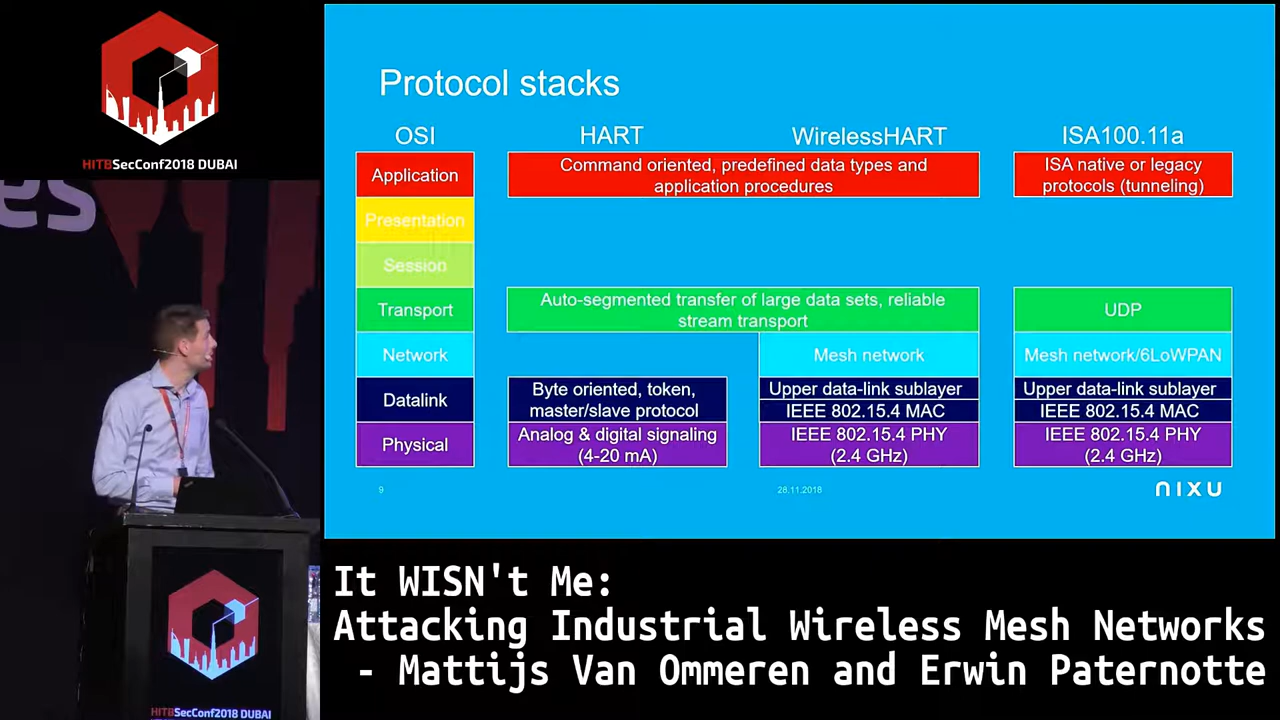 HITBSecConf2018 DUBAI
es
Protocol stacks
OSI
HART
WirelessHART
ISA100.11a
Application
Command oriented, predefined data types and
application procedures
ISA native or legacy
protocols (tunneling)
Presentation
Session
Transport
Auto-segmented transfer of large data sets, reliable
stream transport
UDP
Network
Mesh network
Mesh network/6LoWPAN
Datalink
Byte oriented, token,
master/slave protocol
Upper data-link sublayer
IEEE 802.15.4 MAC
Upper data-link sublayer
IEEE 802.15.4 MAC
Physical
Analog & digital signaling
(4-20 mA)
IEEE 802.15.4 PHY
(2.4 GHz)
IEEE 802.15.4 PHY
(2.4 GHz)
9
28.11.2018
nixu
HITBSecConf2018 DUBAI
It WISN't Me:
Attacking Industrial Wireless Mesh Networks
- Mattijs Van Ommeren and Erwin Paternotte